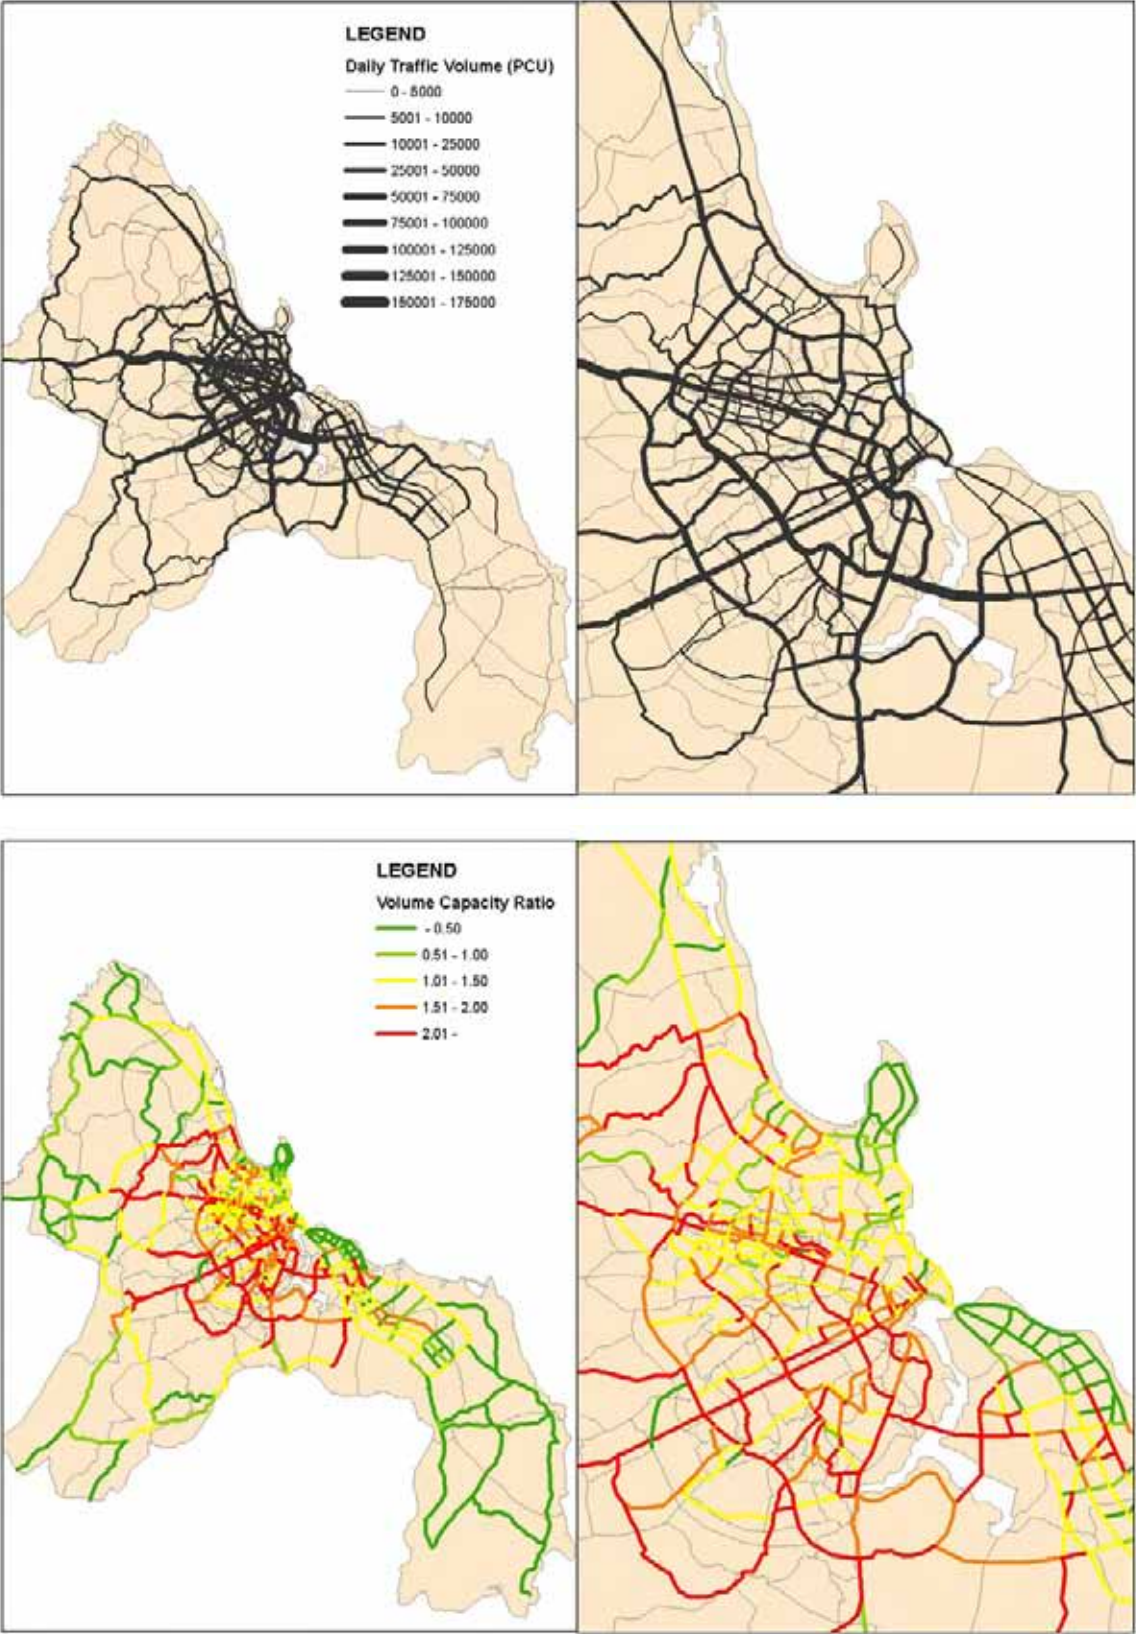 LEGEND
Daily Traffic Volume (PCU)
0 - 5000
5001 - 10000
10001 - 25000
25001 - 50000
50001 - 75000
75001 - 100000
100001 - 125000
125001 - 150000
150001 - 175000
LEGEND
Volume Capacity Ratio
- 0.50
0.51 - 1.00
1.01 - 1.50
1.51 - 2.00
2.01 -